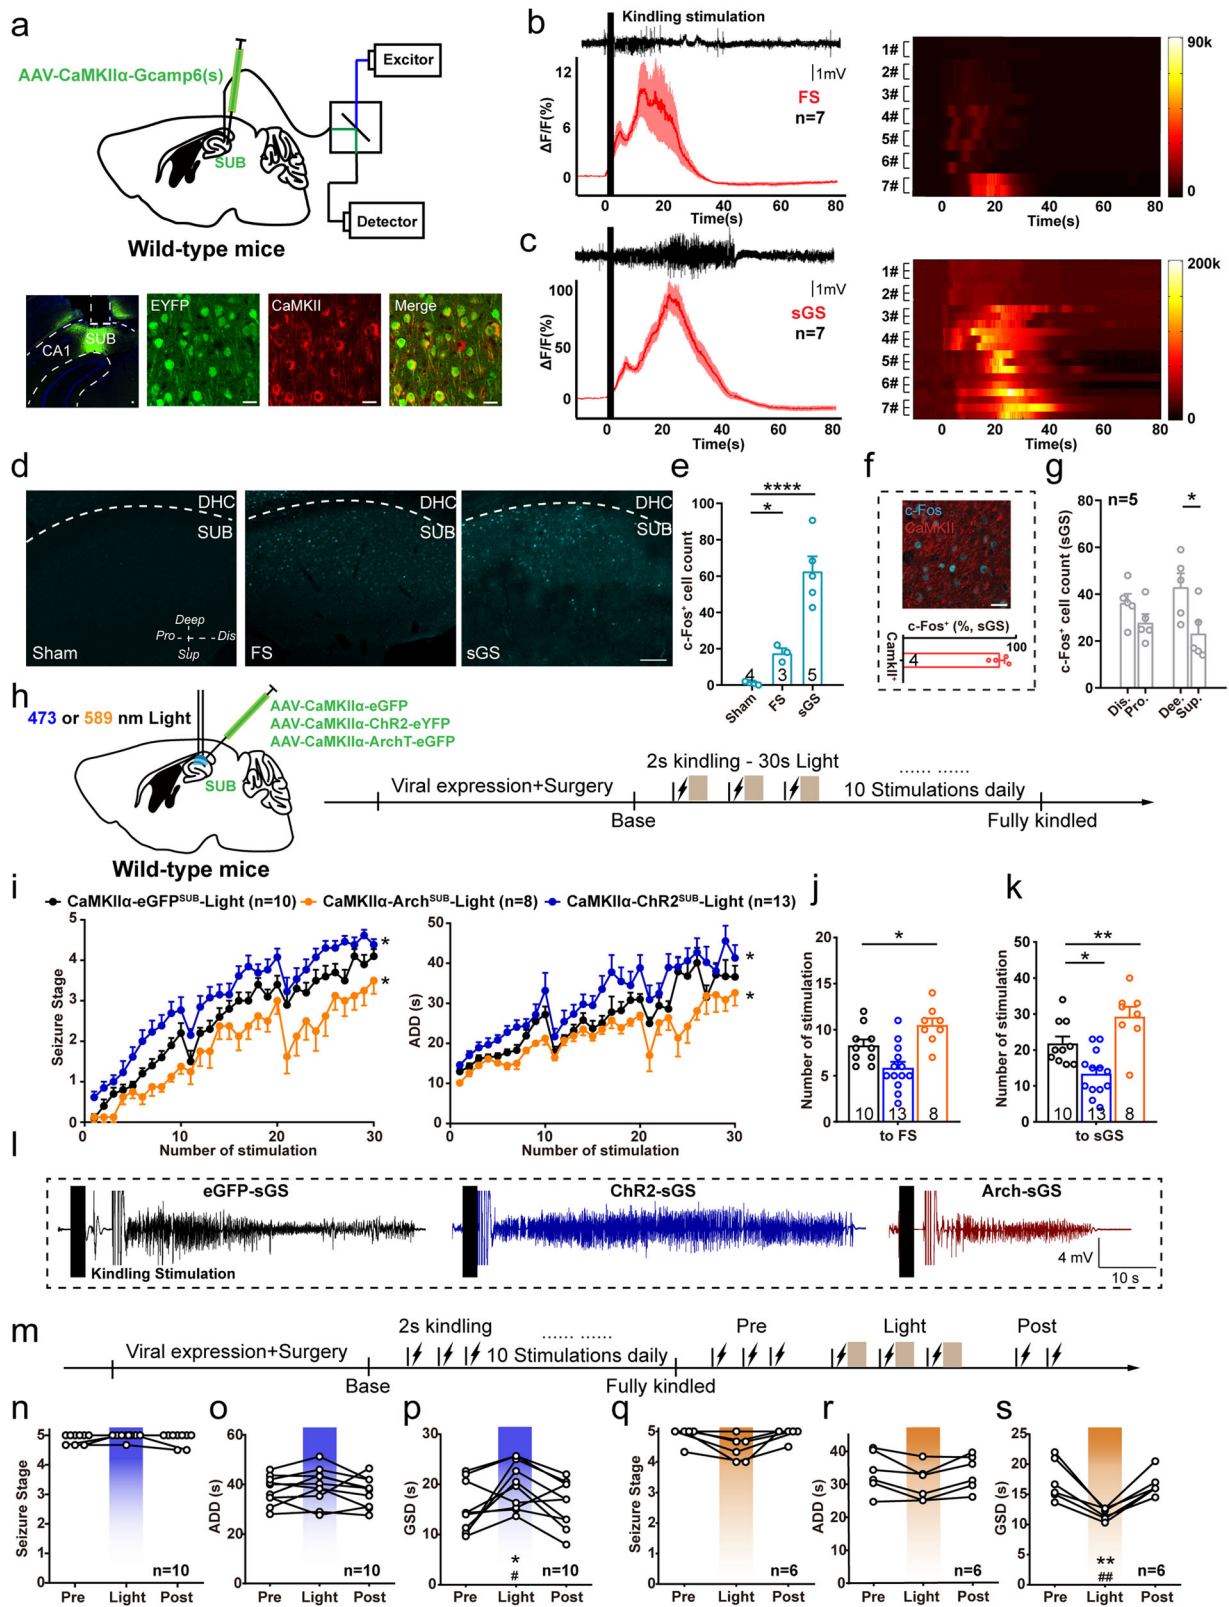 a
AAV-CaMKIIα-Gcamp6(s)
Excitor
SUB
Detector
Wild-type mice
SUB
CA1
EYFP
CaMKII
Merge
b
Kindling stimulation
1mV
FS
n=7
ΔF/F(%)
12
6
0
0 20 40 60 80
Time(s)
1#
2#
3#
4#
5#
6#
7#
0 20 40 60 80
Time(s)
90k
0
c
1mV
sGS
n=7
ΔF/F(%)
100
50
0
0 20 40 60 80
Time(s)
1#
2#
3#
4#
5#
6#
7#
0 20 40 60 80
Time(s)
200k
0
d
DHC
SUB
Deep
Pro Dis
Sup
Sham
DHC
SUB
FS
DHC
SUB
sGS
e
c-Fos⁺ cell count
100
80
60
40
20
0
****
*
4 3 5
Sham FS sGS
f
c-Fos
CaMKII
c-Fos⁺ (%, sGS)
100
CamkII⁺
4
g
n=5
*
c-Fos⁺ cell count (sGS)
80
60
40
20
0
Dis. Pro. Dee. Sup.
h
473 or 589 nm Light
AAV-CaMKIIα-eGFP
AAV-CaMKIIα-ChR2-eYFP
AAV-CaMKIIα-ArchT-eGFP
SUB
Wild-type mice
2s kindling - 30s Light
...... ......
Viral expression+Surgery
10 Stimulations daily
Base
Fully kindled
i
CaMKIIα-eGFPSUB-Light (n=10) CaMKIIα-ArchSUB-Light (n=8) CaMKIIα-ChR2SUB-Light (n=13)
Seizure Stage
5
4
3
2
1
0
*
*
0 10 20 30
Number of stimulation
ADD (s)
50
40
30
20
10
0
*
*
0 10 20 30
Number of stimulation
j
Number of stimulation
20
15
10
5
0
*
10 13 8
to FS
k
Number of stimulation
50
40
30
20
10
0
**
*
10 13 8
to sGS
l
eGFP-sGS
ChR2-sGS
Arch-sGS
Kindling Stimulation
4 mV
10 s
m
2s kindling
...... ......
Pre
Light
Post
Viral expression+Surgery
10 Stimulations daily
Base
Fully kindled
n
Seizure Stage
5
4
3
2
1
0
n=10
Pre Light Post
o
ADD (s)
60
40
20
0
n=10
Pre Light Post
p
GSD (s)
30
20
10
0
*
#
n=10
Pre Light Post
q
Seizure Stage
5
4
3
2
1
0
n=6
Pre Light Post
r
ADD (s)
40
30
20
10
0
n=6
Pre Light Post
s
GSD (s)
25
20
15
10
5
0
**
##
n=6
Pre Light Post